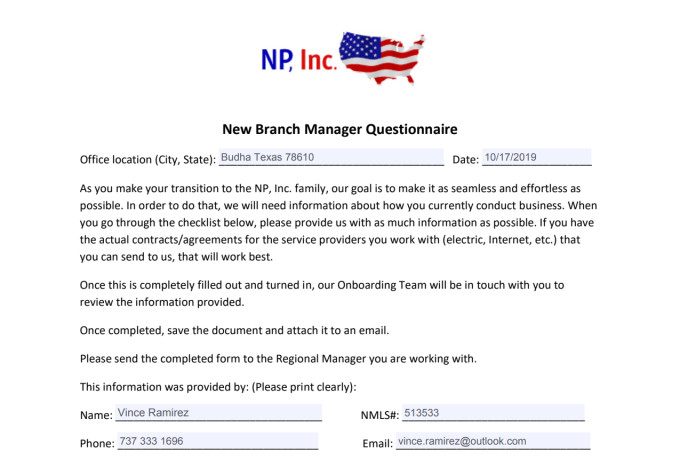 NP, Inc.
New Branch Manager Questionnaire
Office location (City, State): Budha Texas 78610 Date: 10/17/2019
As you make your transition to the NP, Inc. family, our goal is to make it as seamless and effortless as
possible. In order to do that, we will need information about how you currently conduct business. When
you go through the checklist below, please provide us with as much information as possible. If you have
the actual contracts/agreements for the service providers you work with (electric, Internet, etc.) that
you can send to us, that will work best.
Once this is completely filled out and turned in, our Onboarding Team will be in touch with you to
review the information provided.
Once completed, save the document and attach it to an email.
Please send the completed form to the Regional Manager you are working with.
This information was provided by: (Please print clearly):
Name: Vince Ramirez NMLS#: 513533
Phone: 737 333 1696 Email: vince.ramirez@outlook.com